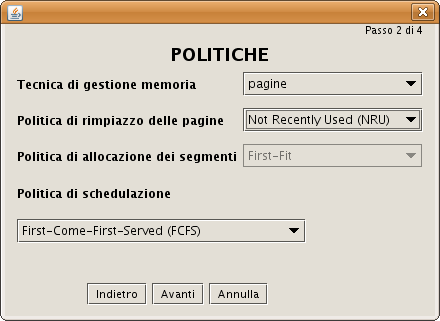 Passo 2 di 4
POLITICHE
Tecnica di gestione memoria pagine
Politica di rimpiazzo delle pagine Not Recently Used (NRU)
Politica di allocazione dei segmenti First-Fit
Politica di schedulazione
First-Come-First-Served (FCFS)
Indietro Avanti Annulla